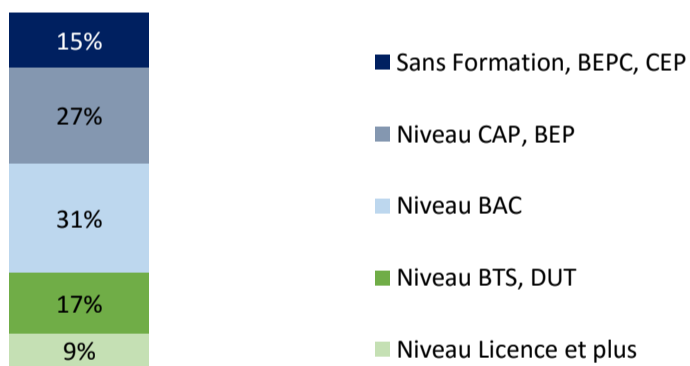 15%
27%
31%
17%
9%
Sans Formation, BEPC, CEP
Niveau CAP, BEP
Niveau BAC
Niveau BTS, DUT
Niveau Licence et plus